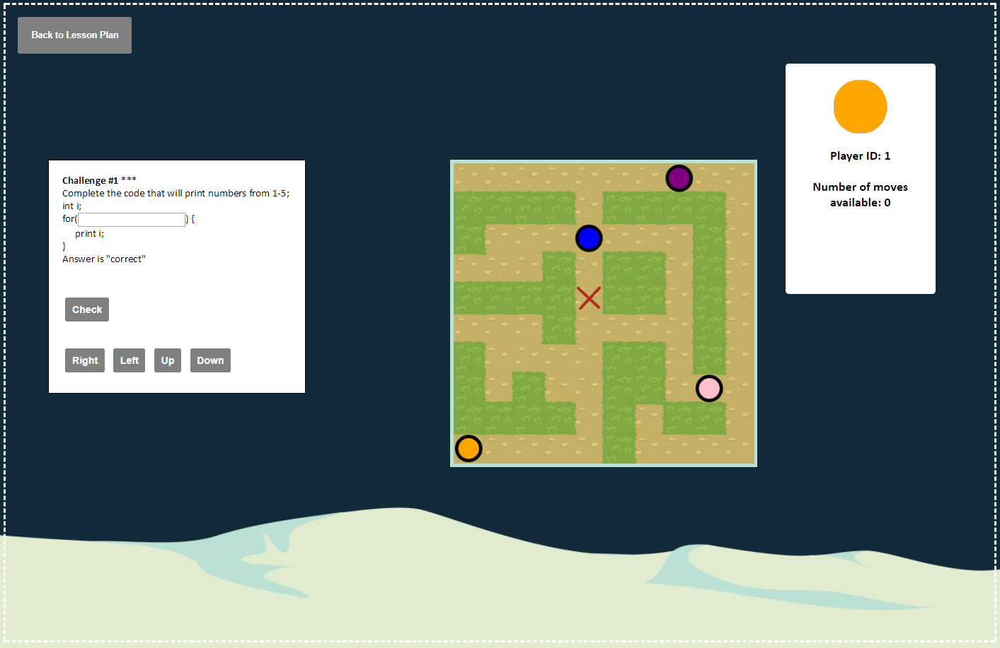 Back to Lesson Plan
Player ID: 1
Number of moves
available: 0
Challenge #1 ***
Complete the code that will print numbers from 1-5;
int i;
for( ) {
print i;
}
Answer is "correct"
Check
Right Left Up Down